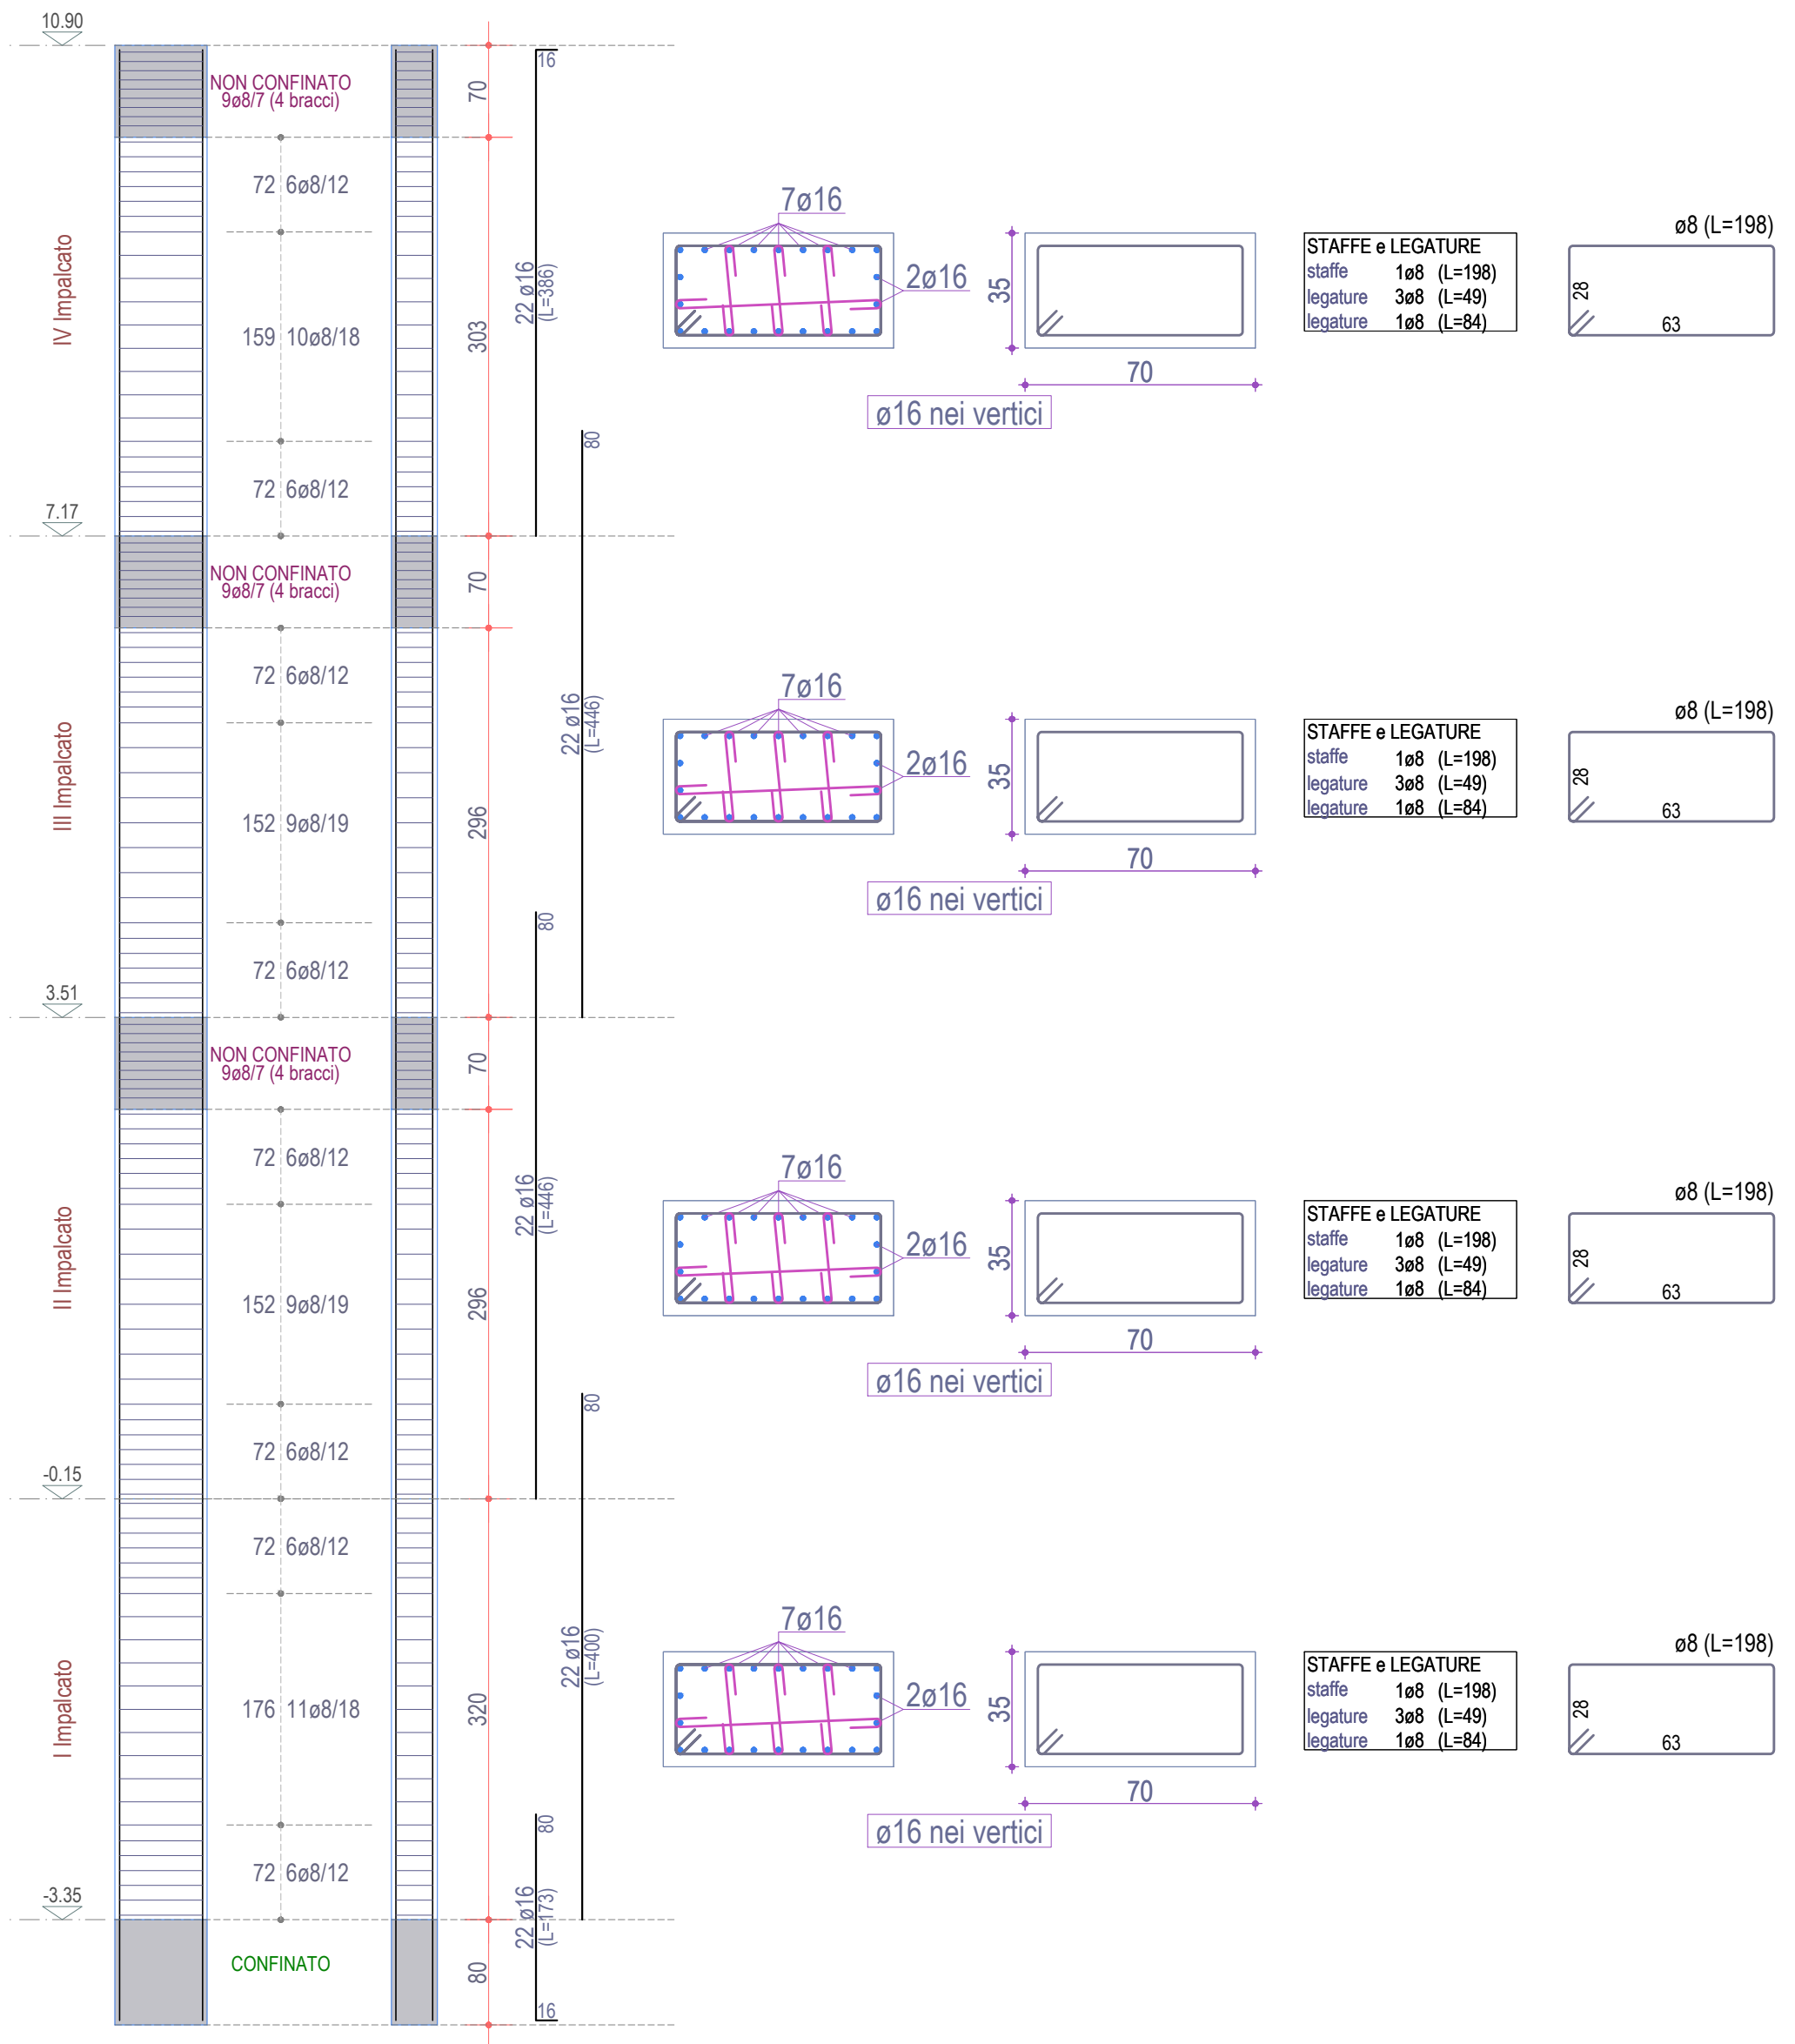 10.90
16
NON CONFINATO
9ø8/7 (4 bracci)
70
72 6ø8/12
IV Impalcato
159 10ø8/18
303
22 ø16
(L=386)
72 6ø8/12
80
7ø16
2ø16
35
70
ø16 nei vertici
STAFFE e LEGATURE
staffe 1ø8 (L=198)
legature 3ø8 (L=49)
legature 1ø8 (L=84)
ø8 (L=198)
28
63
7.17
NON CONFINATO
9ø8/7 (4 bracci)
70
72 6ø8/12
III Impalcato
152 9ø8/19
296
22 ø16
(L=446)
72 6ø8/12
80
7ø16
2ø16
35
70
ø16 nei vertici
STAFFE e LEGATURE
staffe 1ø8 (L=198)
legature 3ø8 (L=49)
legature 1ø8 (L=84)
ø8 (L=198)
28
63
3.51
NON CONFINATO
9ø8/7 (4 bracci)
70
72 6ø8/12
II Impalcato
152 9ø8/19
296
22 ø16
(L=446)
72 6ø8/12
80
7ø16
2ø16
35
70
ø16 nei vertici
STAFFE e LEGATURE
staffe 1ø8 (L=198)
legature 3ø8 (L=49)
legature 1ø8 (L=84)
ø8 (L=198)
28
63
-0.15
72 6ø8/12
I Impalcato
176 11ø8/18
320
22 ø16
(L=400)
72 6ø8/12
80
7ø16
2ø16
35
70
ø16 nei vertici
STAFFE e LEGATURE
staffe 1ø8 (L=198)
legature 3ø8 (L=49)
legature 1ø8 (L=84)
ø8 (L=198)
28
63
-3.35
22 ø16
(L=173)
CONFINATO
80
16